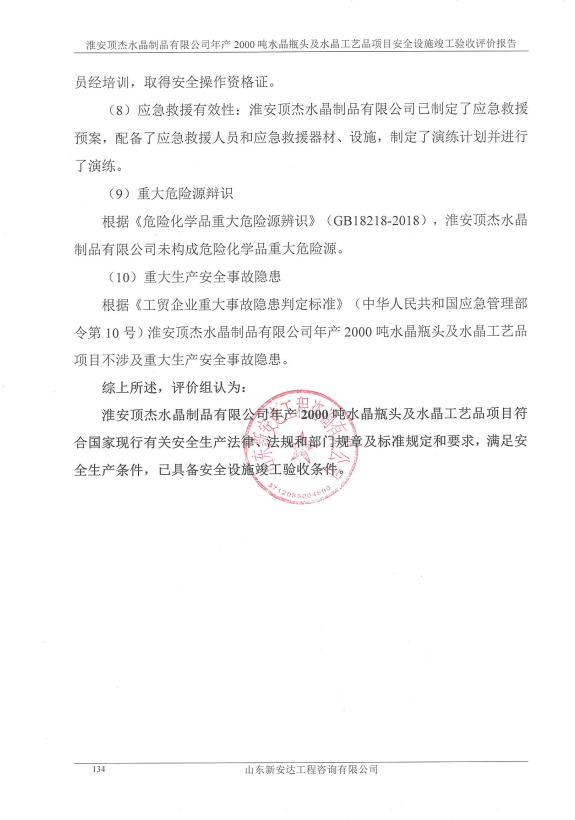 淮安顶杰水晶制品有限公司年产 2000 吨水晶瓶头及水晶工艺品项目安全设施竣工验收评价报告
员经培训，取得安全操作资格证。
（8）应急救援有效性：淮安顶杰水晶制品有限公司已制定了应急救援
预案，配备了应急救援人员和应急救援器材、设施，制定了演练计划并进行
了演练。
（9）重大危险源辩识
根据《危险化学品重大危险源辨识》（GB18218-2018），淮安顶杰水晶
制品有限公司未构成危险化学品重大危险源。
（10）重大生产安全事故隐患
根据《工贸企业重大事故隐患判定标准》（中华人民共和国应急管理部
令第 10 号）淮安顶杰水晶制品有限公司年产 2000 吨水晶瓶头及水晶工艺品
项目不涉及重大生产安全事故隐患。
综上所述，评价组认为：
淮安顶杰水晶制品有限公司年产 2000 吨水晶瓶头及水晶工艺品项目符
合国家现行有关安全生产法律、法规和部门规章及标准规定和要求，满足安
全生产条件，已具备安全设施竣工验收条件。
山东新安达工程咨询有限公司
134
山东新安达工程咨询有限公司